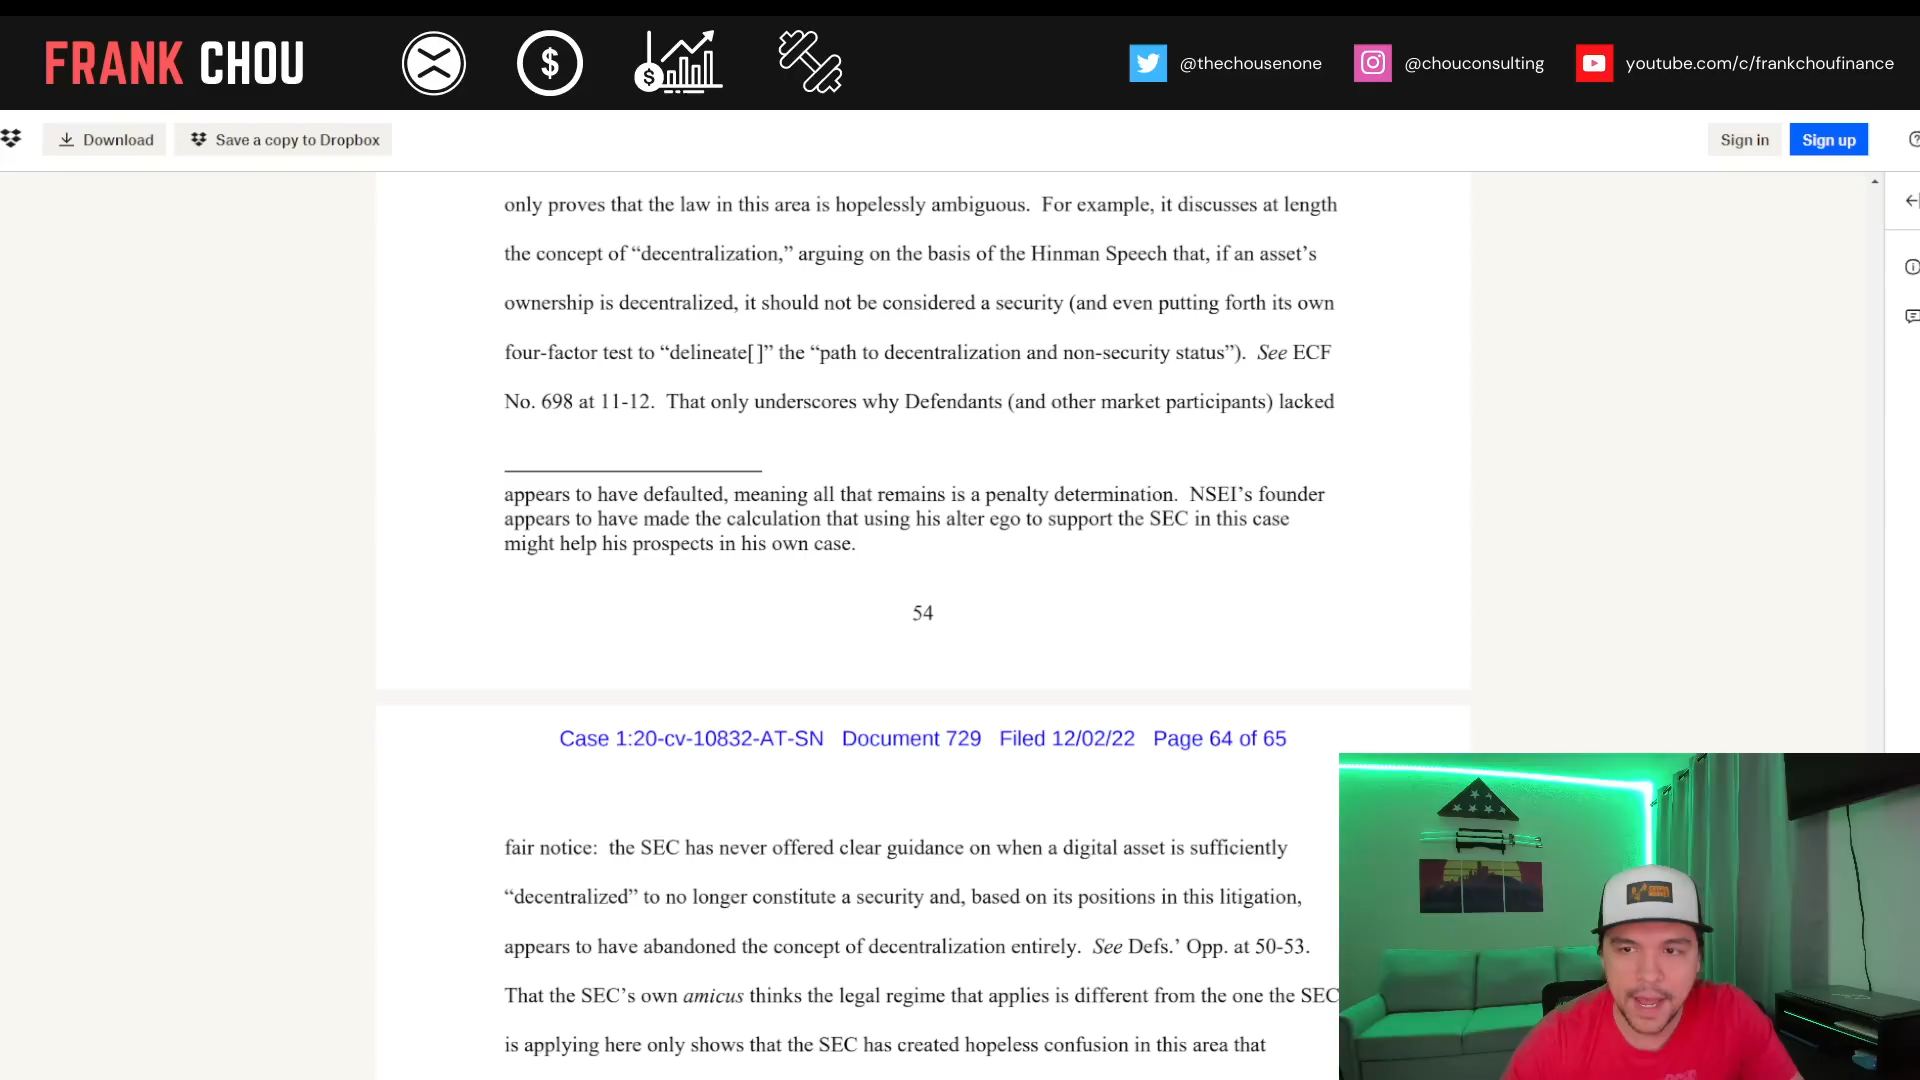 FRANK CHOU
@thechousenone
@chouconsulting
youtube.com/c/frankchoufinance
Download
Save a copy to Dropbox
Sign in
Sign up
only proves that the law in this area is hopelessly ambiguous. For example, it discusses at length
the concept of “decentralization,” arguing on the basis of the Hinman Speech that, if an asset’s
ownership is decentralized, it should not be considered a security (and even putting forth its own
four-factor test to “delineate[]” the “path to decentralization and non-security status”). See ECF
No. 698 at 11-12. That only underscores why Defendants (and other market participants) lacked
appears to have defaulted, meaning all that remains is a penalty determination. NSEI’s founder
appears to have made the calculation that using his alter ego to support the SEC in this case
might help his prospects in his own case.
54
Case 1:20-cv-10832-AT-SN Document 729 Filed 12/02/22 Page 64 of 65
fair notice: the SEC has never offered clear guidance on when a digital asset is sufficiently
“decentralized” to no longer constitute a security and, based on its positions in this litigation,
appears to have abandoned the concept of decentralization entirely. See Defs.’ Opp. at 50-53.
That the SEC’s own amicus thinks the legal regime that applies is different from the one the SEC
is applying here only shows that the SEC has created hopeless confusion in this area that